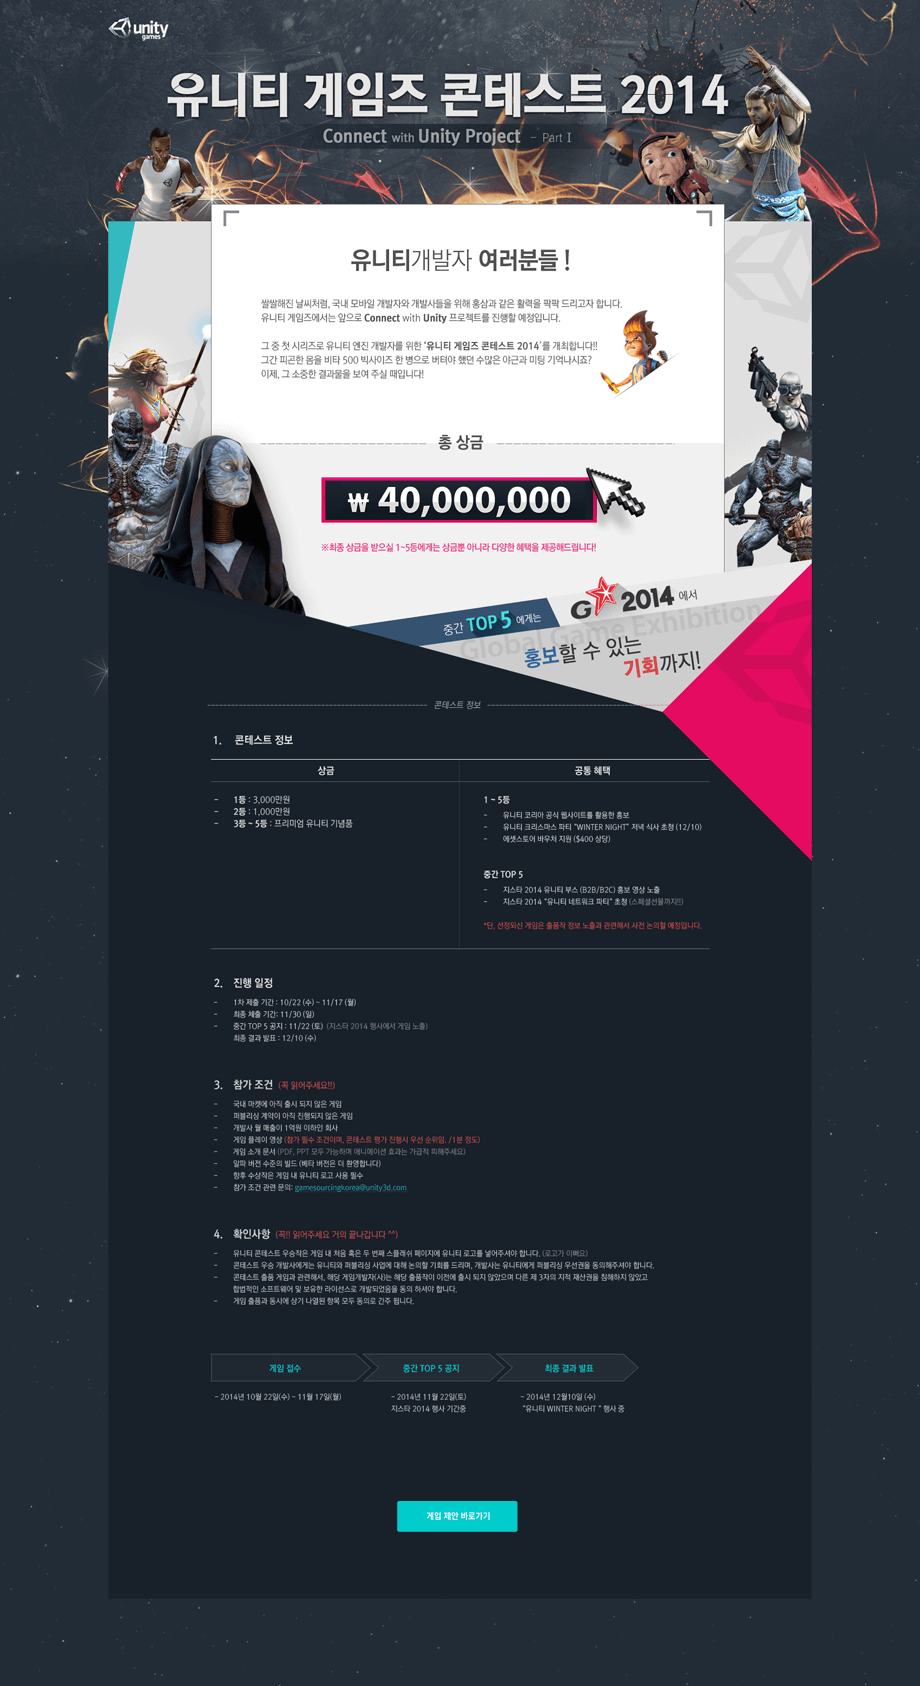 unity
games
유니티 게임즈 콘테스트 2014
Connect with Unity Project - Part I
유니티개발자 여러분들 !
쌀쌀해진 날씨처럼, 국내 모바일 개발자와 개발사들을 위해 홍삼과 같은 활력을 팍팍 드리고자 합니다.
유니티 게임즈에서는 앞으로 Connect with Unity 프로젝트를 진행할 예정입니다.
그 중 첫 시리즈로 유니티 엔진 개발자를 위한 '유니티 게임즈 콘테스트 2014'를 개최합니다!!
그간 피곤한 몸을 비타 500 빅사이즈 한 병으로 버텨야 했던 수많은 야근과 미팅 기억나시죠?
이제, 그 소중한 결과물을 보여 주실 때입니다!
총 상금
₩ 40,000,000
※최종 상금을 받으실 1~5등에게는 상금뿐 아니라 다양한 혜택을 제공해드립니다!
중간 TOP 5 에게는
G★ 2014 에서
Global Game Exhibition
홍보할 수 있는
기회까지!
콘테스트 정보
1. 콘테스트 정보
상금
공통 혜택
- 1등 : 3,000만원
- 2등 : 1,000만원
- 3등 ~ 5등 : 프리미엄 유니티 기념품
1 ~ 5등
- 유니티 코리아 공식 웹사이트를 활용한 홍보
- 유니티 크리스마스 파티 "WINTER NIGHT" 저녁 식사 초청 (12/10)
- 에셋스토어 바우처 지원 ($400 상당)
중간 TOP 5
- 지스타 2014 유니티 부스 (B2B/B2C) 홍보 영상 노출
- 지스타 2014 "유니티 네트워크 파티" 초청 (스페셜선물까지!!)
*단, 선정되신 게임은 출품작 정보 노출과 관련해서 사전 논의할 예정입니다.
2. 진행 일정
- 1차 제출 기간 : 10/22 (수) ~ 11/17 (월)
- 최종 제출 기간: 11/30 (일)
- 중간 TOP 5 공지 : 11/22 (토) (지스타 2014 행사에서 게임 노출)
최종 결과 발표 : 12/10 (수)
3. 참가 조건 (꼭 읽어주세요!!)
- 국내 마켓에 아직 출시 되지 않은 게임
- 퍼블리싱 계약이 아직 진행되지 않은 게임
- 개발사 월 매출이 1억원 이하인 회사
- 게임 플레이 영상 (참가 필수 조건이며, 콘테스트 평가 진행시 우선 순위임. /1분 정도)
- 게임 소개 문서 (PDF, PPT 모두 가능하며 애니메이션 효과는 가급적 피해주세요)
- 알파 버전 수준의 빌드 (베타 버전은 더 환영합니다)
- 향후 수상작은 게임 내 유니티 로고 사용 필수
- 참가 조건 관련 문의: gamesourcingkorea@unity3d.com
4. 확인사항 (꼭!! 읽어주세요 거의 끝나갑니다 ^^)
- 유니티 콘테스트 우승작은 게임 내 처음 혹은 두 번째 스플래쉬 페이지에 유니티 로고를 넣어주셔야 합니다. (로고가 이뻐요)
- 콘테스트 우승 개발사에게는 유니티와 퍼블리싱 사업에 대해 논의할 기회를 드리며, 개발사는 유니티에게 퍼블리싱 우선권을 동의해주셔야 합니다.
- 콘테스트 출품 게임과 관련해서, 해당 게임개발자(사)는 해당 출품작이 이전에 출시 되지 않았으며 다른 제 3자의 지적 재산권을 침해하지 않았고
합법적인 소프트웨어 및 보유한 라이선스로 개발되었음을 동의 하셔야 합니다.
- 게임 출품과 동시에 상기 나열된 항목 모두 동의로 간주 됩니다.
게임 접수
중간 TOP 5 공지
최종 결과 발표
- 2014년 10월 22일(수) ~ 11월 17일(월)
- 2014년 11월 22일(토)
지스타 2014 행사 기간중
- 2014년 12월10일 (수)
"유니티 WINTER NIGHT " 행사 중
게임 제안 바로가기